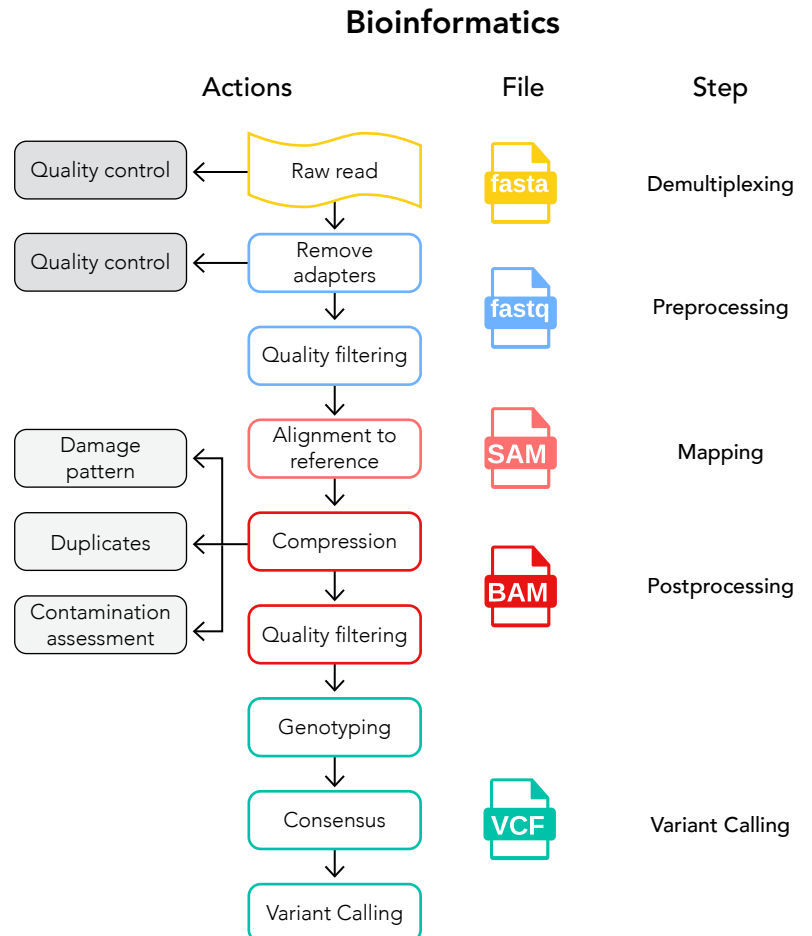 Bioinformatics
Actions
File
Step
Quality control
Raw read
fasta
Demultiplexing
Quality control
Remove
adapters
fastq
Preprocessing
Quality filtering
Alignment to
reference
SAM
Mapping
Damage
pattern
Duplicates
Compression
BAM
Postprocessing
Contamination
assessment
Quality filtering
Genotyping
Consensus
VCF
Variant Calling
Variant Calling